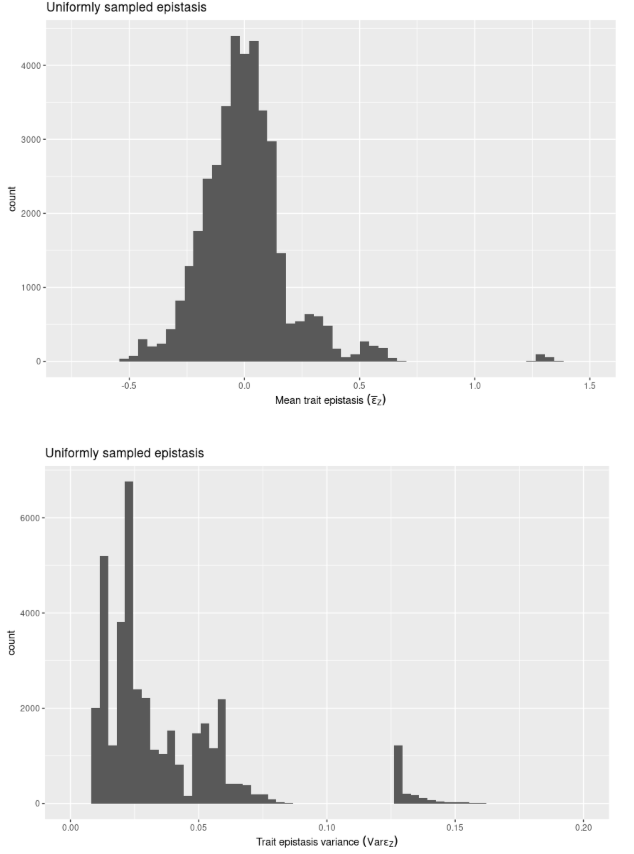 Uniformly sampled epistasis
4000
3000
2000
1000
0
count
-0.5 0.0 0.5 1.0 1.5
Mean trait epistasis (ε̅z)
Uniformly sampled epistasis
6000
4000
2000
0
count
0.00 0.05 0.10 0.15 0.20
Trait epistasis variance (Varεz)